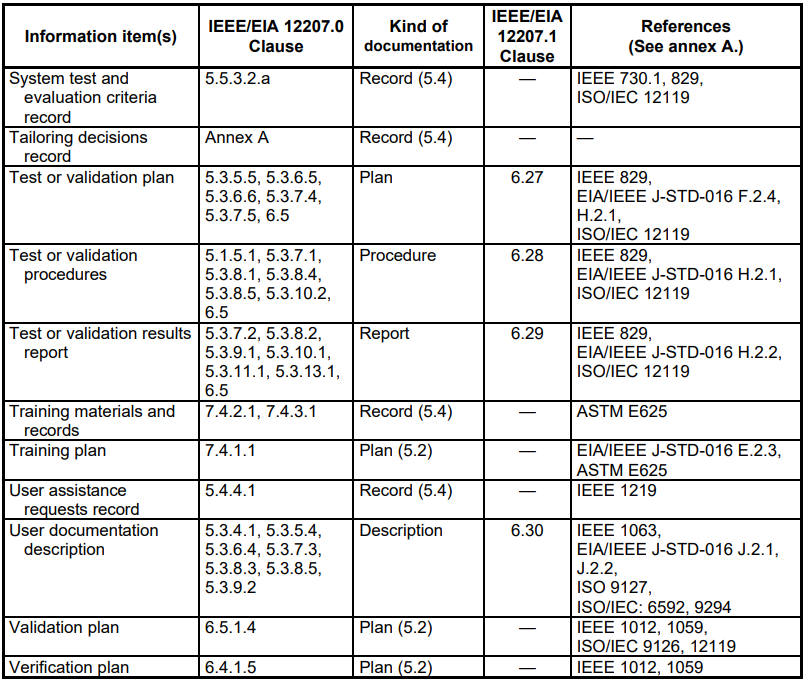 Information item(s) IEEE/EIA 12207.0 Clause Kind of documentation IEEE/EIA 12207.1 Clause References (See annex A.)
System test and 5.5.3.2.a Record (5.4) — IEEE 730.1, 829,
evaluation criteria ISO/IEC 12119
record
Tailoring decisions Annex A Record (5.4) — —
record
Test or validation plan 5.3.5.5, 5.3.6.5, Plan 6.27 IEEE 829,
5.3.6.6, 5.3.7.4, EIA/IEEE J-STD-016 F.2.4,
5.3.7.5, 6.5 H.2.1,
ISO/IEC 12119
Test or validation 5.1.5.1, 5.3.7.1, Procedure 6.28 IEEE 829,
procedures 5.3.8.1, 5.3.8.4, EIA/IEEE J-STD-016 H.2.1,
5.3.8.5, 5.3.10.2, ISO/IEC 12119
6.5
Test or validation results 5.3.7.2, 5.3.8.2, Report 6.29 IEEE 829,
report 5.3.9.1, 5.3.10.1, EIA/IEEE J-STD-016 H.2.2,
5.3.11.1, 5.3.13.1, ISO/IEC 12119
6.5
Training materials and 7.4.2.1, 7.4.3.1 Record (5.4) — ASTM E625
records
Training plan 7.4.1.1 Plan (5.2) — EIA/IEEE J-STD-016 E.2.3,
ASTM E625
User assistance 5.4.4.1 Record (5.4) — IEEE 1219
requests record
User documentation 5.3.4.1, 5.3.5.4, Description 6.30 IEEE 1063,
description 5.3.6.4, 5.3.7.3, EIA/IEEE J-STD-016 J.2.1,
5.3.8.3, 5.3.8.5, J.2.2,
5.3.9.2 ISO 9127,
ISO/IEC: 6592, 9294
Validation plan 6.5.1.4 Plan (5.2) — IEEE 1012, 1059,
ISO/IEC 9126, 12119
Verification plan 6.4.1.5 Plan (5.2) — IEEE 1012, 1059